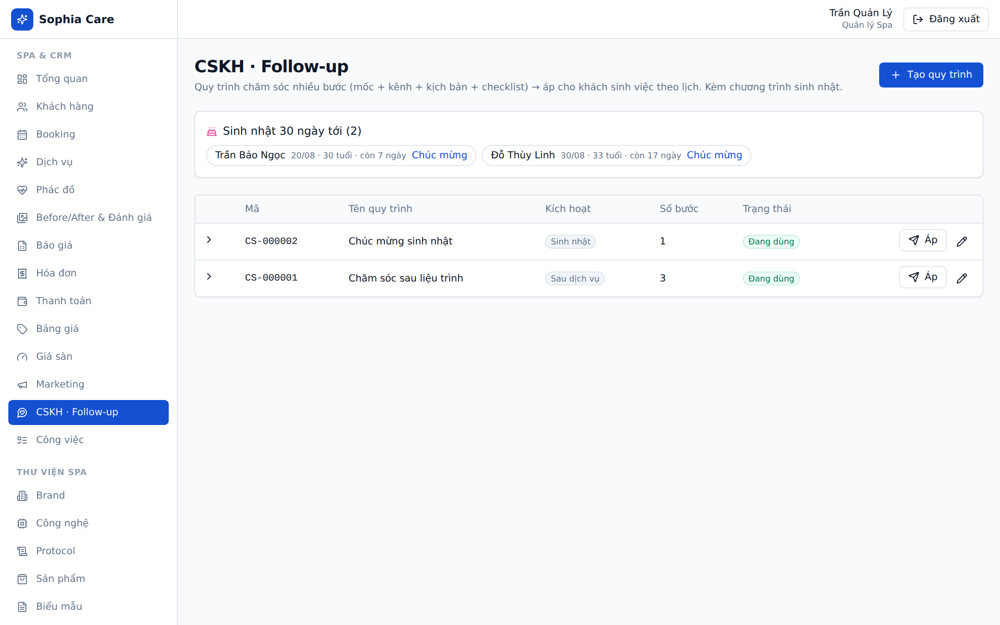 Sophia Care
Trần Quản Lý
Quản lý Spa
Đăng xuất
SPA & CRM
Tổng quan
Khách hàng
Booking
Dịch vụ
Phác đồ
Before/After & Đánh giá
Báo giá
Hóa đơn
Thanh toán
Bảng giá
Giá sàn
Marketing
CSKH · Follow-up
Công việc
THƯ VIỆN SPA
Brand
Công nghệ
Protocol
Sản phẩm
Biểu mẫu
CSKH · Follow-up
Quy trình chăm sóc nhiều bước (mốc + kênh + kịch bản + checklist) → áp cho khách sinh việc theo lịch. Kèm chương trình sinh nhật.
Tạo quy trình
Sinh nhật 30 ngày tới (2)
Trần Bảo Ngọc 20/08 · 30 tuổi · còn 7 ngày Chúc mừng
Đỗ Thùy Linh 30/08 · 33 tuổi · còn 17 ngày Chúc mừng
Mã Tên quy trình Kích hoạt Số bước Trạng thái
CS-000002 Chúc mừng sinh nhật Sinh nhật 1 Đang dùng Áp
CS-000001 Chăm sóc sau liệu trình Sau dịch vụ 3 Đang dùng Áp